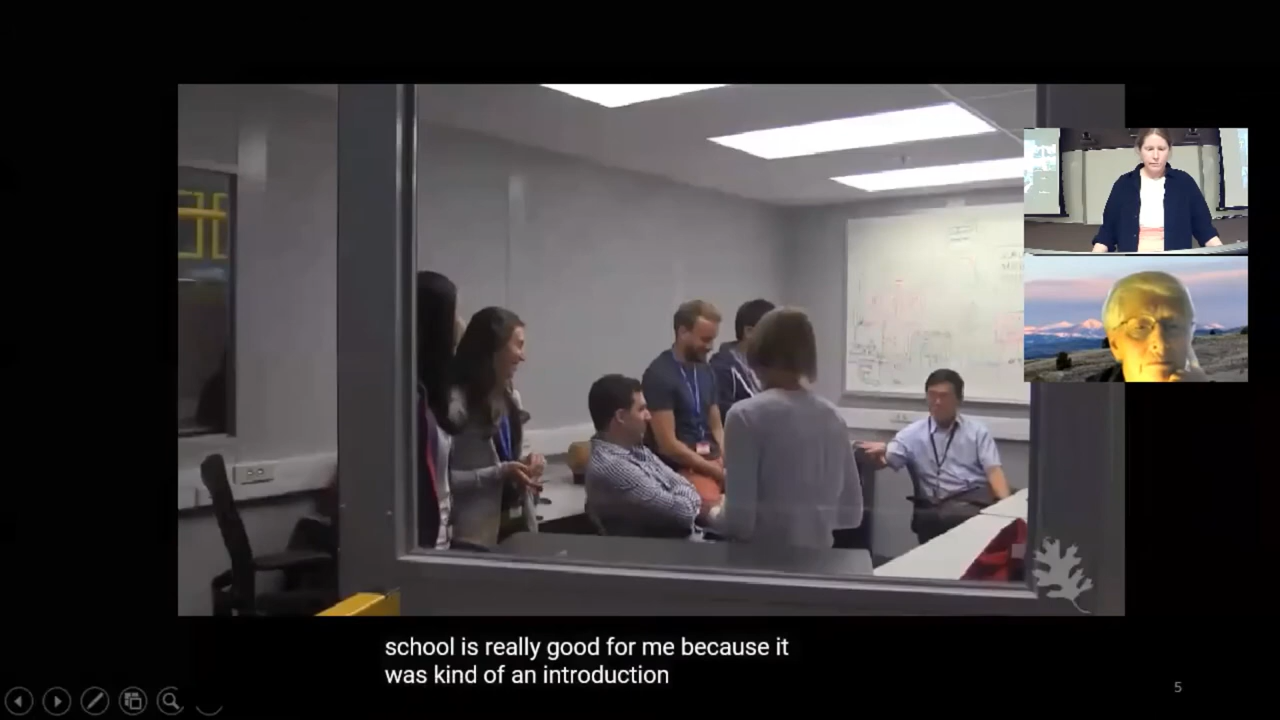 school is really good for me because it
was kind of an introduction
5